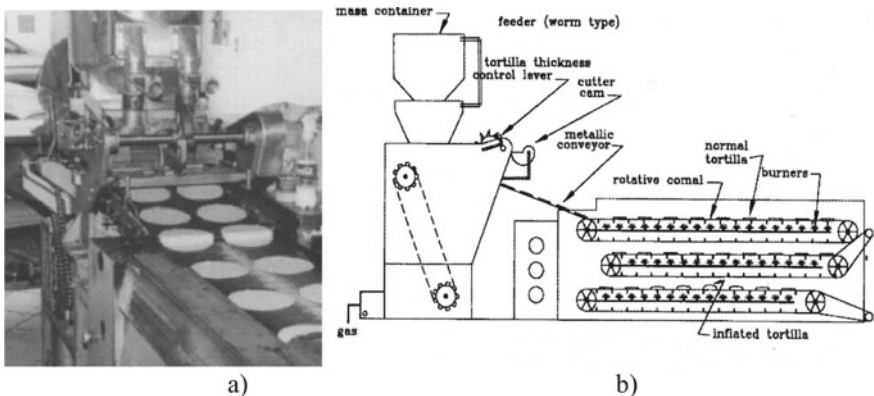 masa container
feeder (worm type)
tortilla thickness
control lever
cutter
cam
metallic
conveyor
normal
tortilla
rotative comal
burners
gas
inflated tortilla
a)
b)